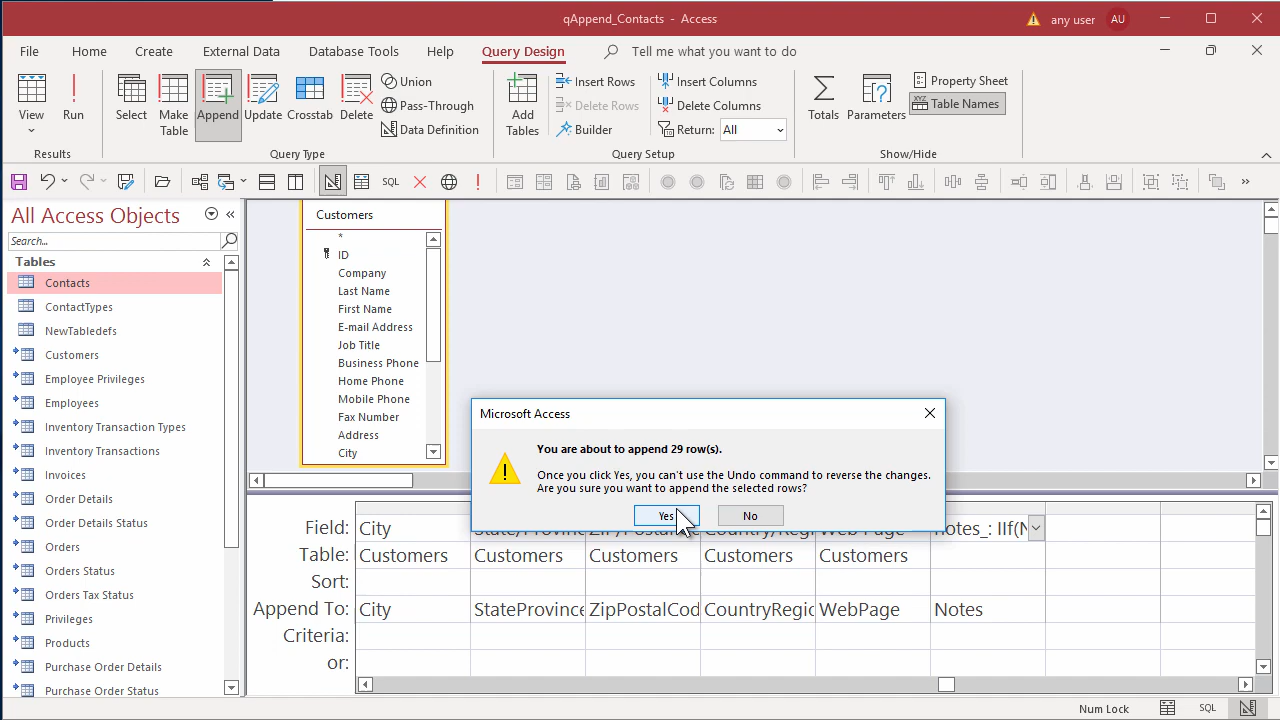 qAppend_Contacts - Access
any user AU
File Home Create External Data Database Tools Help Query Design Tell me what you want to do
View
Run
Results
Select
Make Table
Append
Update
Crosstab
Delete
Union
Pass-Through
Data Definition
Query Type
Add Tables
Insert Rows
Delete Rows
Builder
Insert Columns
Delete Columns
Return: All
Query Setup
Totals
Parameters
Property Sheet
XYZ Table Names
Show/Hide
SQL
All Access Objects
Search...
Tables
Contacts
ContactTypes
NewTabledefs
Customers
Employee Privileges
Employees
Inventory Transaction Types
Inventory Transactions
Invoices
Order Details
Order Details Status
Orders
Orders Status
Orders Tax Status
Privileges
Products
Purchase Order Details
Purchase Order Status
Customers
*
ID
Company
Last Name
First Name
E-mail Address
Job Title
Business Phone
Home Phone
Mobile Phone
Fax Number
Address
City
Microsoft Access
You are about to append 29 row(s).
Once you click Yes, you can't use the Undo command to reverse the changes.
Are you sure you want to append the selected rows?
Yes No
Field: City
Table: Customers Customers Customers Customers Customers
Sort:
Append To: City StateProvince ZipPostalCod CountryRegio WebPage Notes
Criteria:
or:
Num Lock SQL